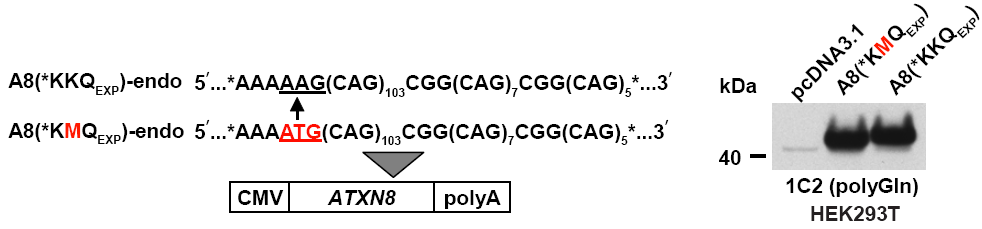 A8(*KKQEXP)-endo 5′...*AAAAAG(CAG)103CGG(CAG)7CGG(CAG)5*...3′
A8(*KMQEXP)-endo 5′...*AAAATG(CAG)103CGG(CAG)7CGG(CAG)5*...3′
CMV ATXN8 polyA
kDa
40
pcDNA3.1
A8(*KMQEXP)
A8(*KKQEXP)
1C2 (polyGln)
HEK293T